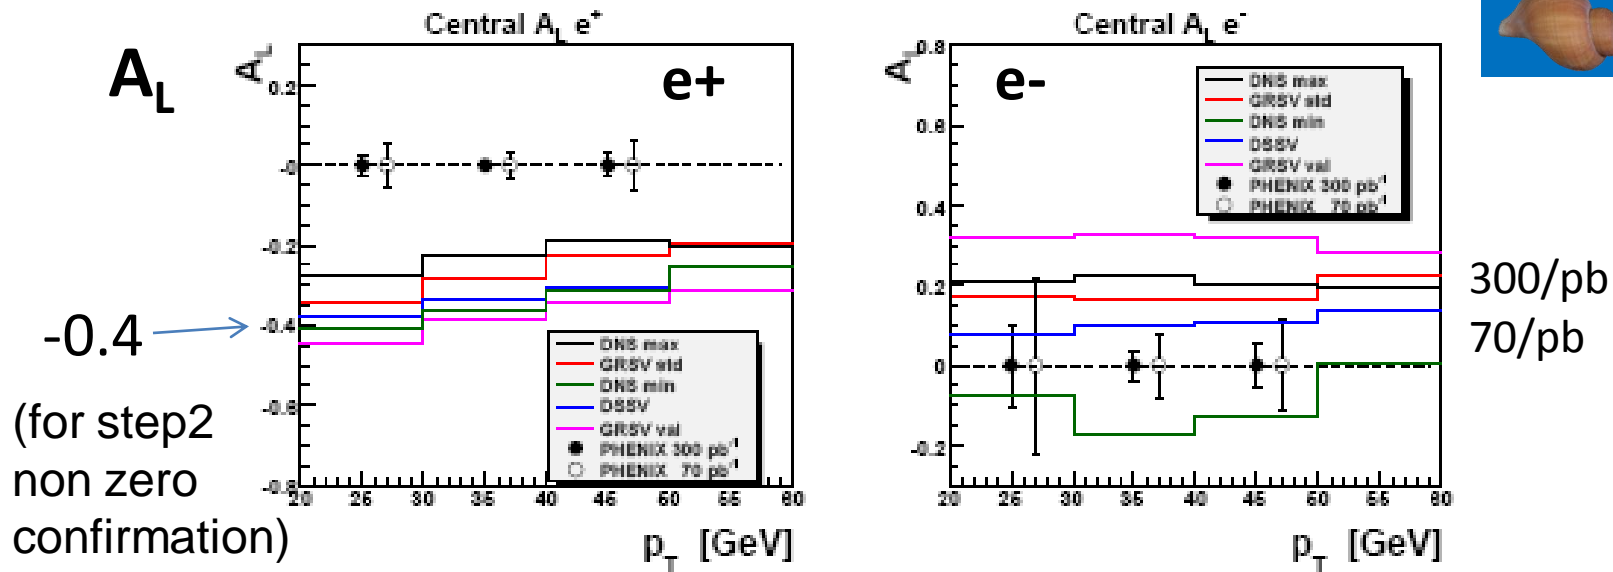 Central A_L e+
A_L
e+
A_L
0.2
-0
-0.2
-0.4
-0.6
-0.8
20 25 30 35 40 45 50 55 60
p_T [GeV]
DNS max
GRSV std
DNS min
DSSV
GRSV val
PHENIX 300 pb-1
PHENIX 70 pb-1
-0.4
(for step2
non zero
confirmation)
Central A_L e-
A_L
e-
0.8
0.6
0.4
0.2
0
-0.2
20 25 30 35 40 45 50 55 60
p_T [GeV]
DNS max
GRSV std
DNS min
DSSV
GRSV val
PHENIX 300 pb-1
PHENIX 70 pb-1
300/pb
70/pb